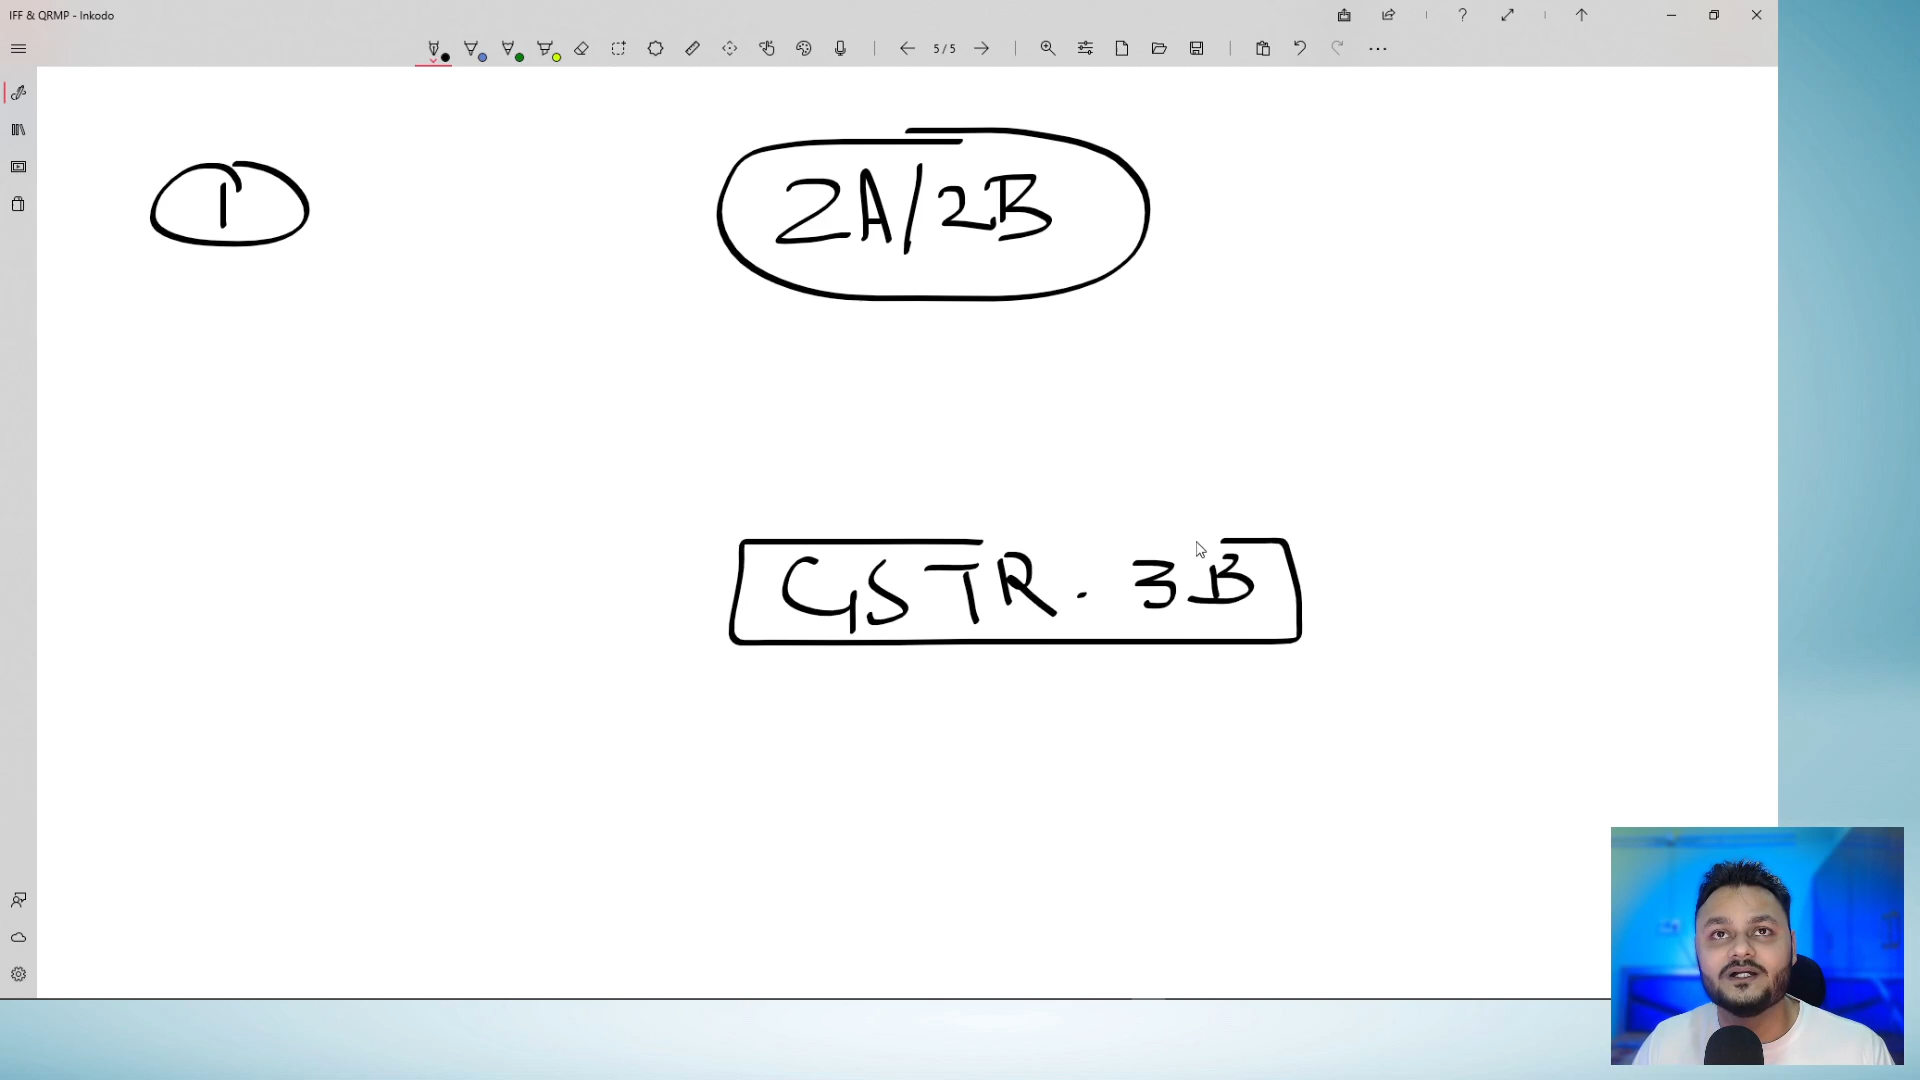 IFF & QRMP - Inkodo
5/5
1
2A/2B
GSTR. 3B